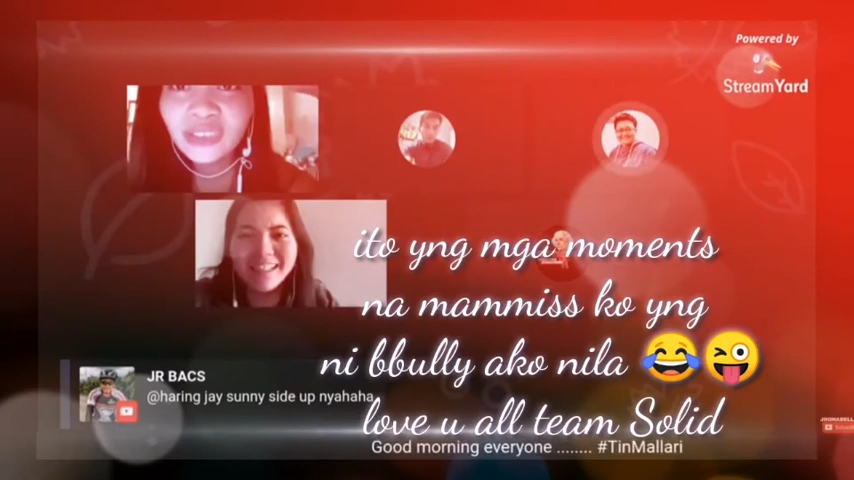 Powered by
StreamYard
ito yng mga moments
na mammiss ko yng
ni bbully ako nila 😂😜
love u all team Solid
JR BACS
@haring jay sunny side up nyahaha
Good morning everyone ........ #TinMallari